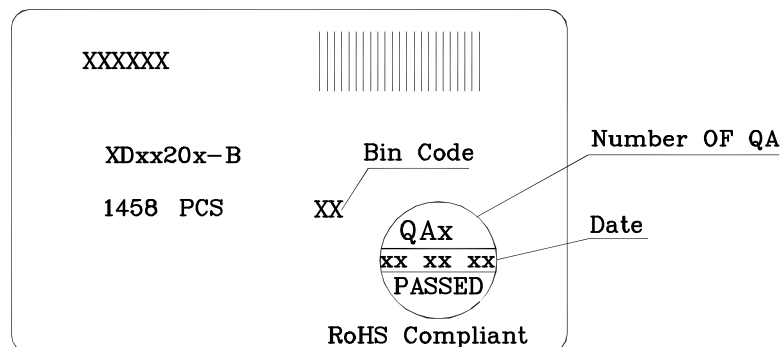 XXXXXX
Number OF QA
XDxx20x-B
Bin Code
1458 PCS
XX
Date
QAx
xx xx xx
PASSED
RoHS Compliant